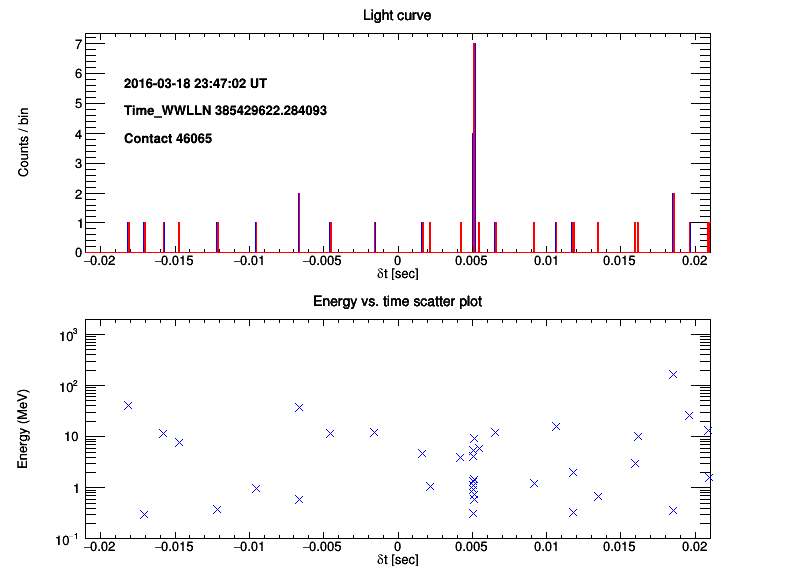 Light curve
Counts / bin
7
6
5
4
3
2
1
0
2016-03-18 23:47:02 UT
Time_WWLLN 385429622.284093
Contact 46065
−0.02 −0.015 −0.01 −0.005 0 0.005 0.01 0.015 0.02
δt [sec]
Energy vs. time scatter plot
Energy (MeV)
10³
10²
10
1
10⁻¹
−0.02 −0.015 −0.01 −0.005 0 0.005 0.01 0.015 0.02
δt [sec]